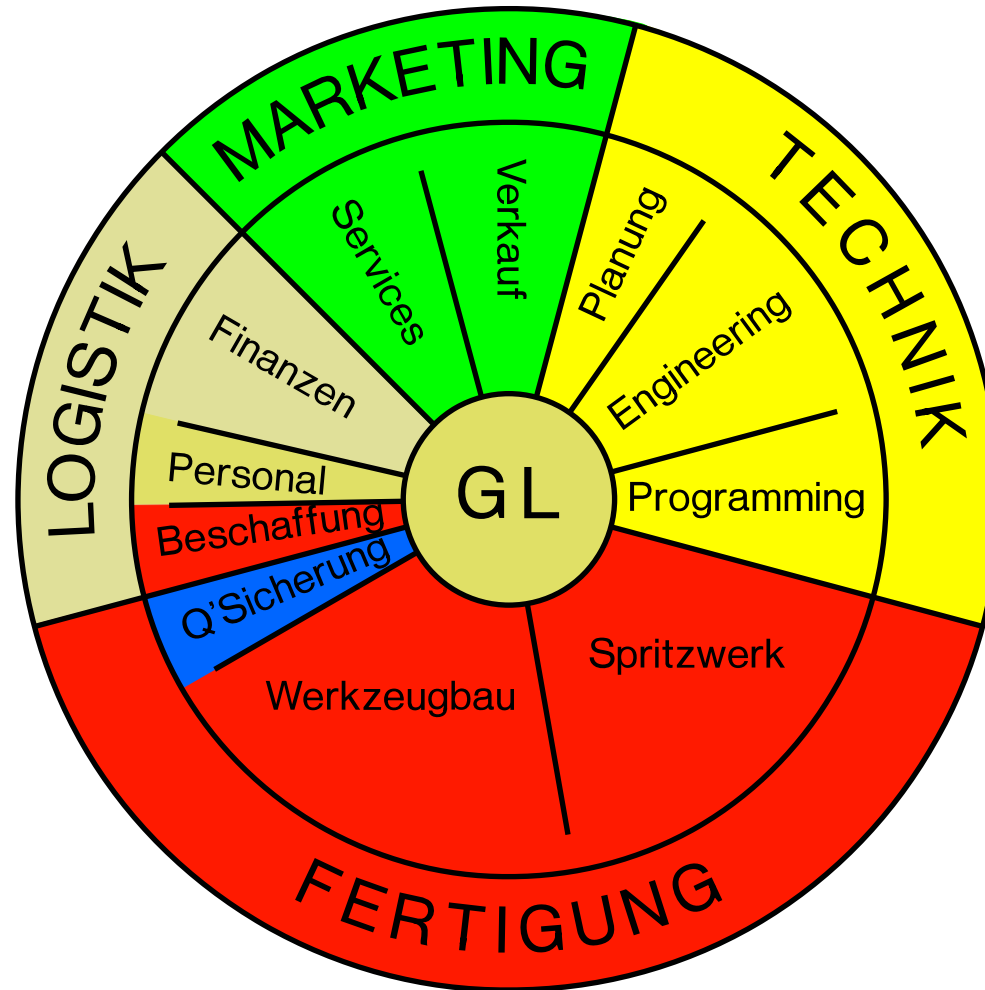 MARKETING
TECHNIK
FERTIGUNG
LOGISTIK
Services
Verkauf
Planung
Engineering
Programming
Spritzwerk
Werkzeugbau
Q’Sicherung
Beschaffung
Personal
Finanzen
GL